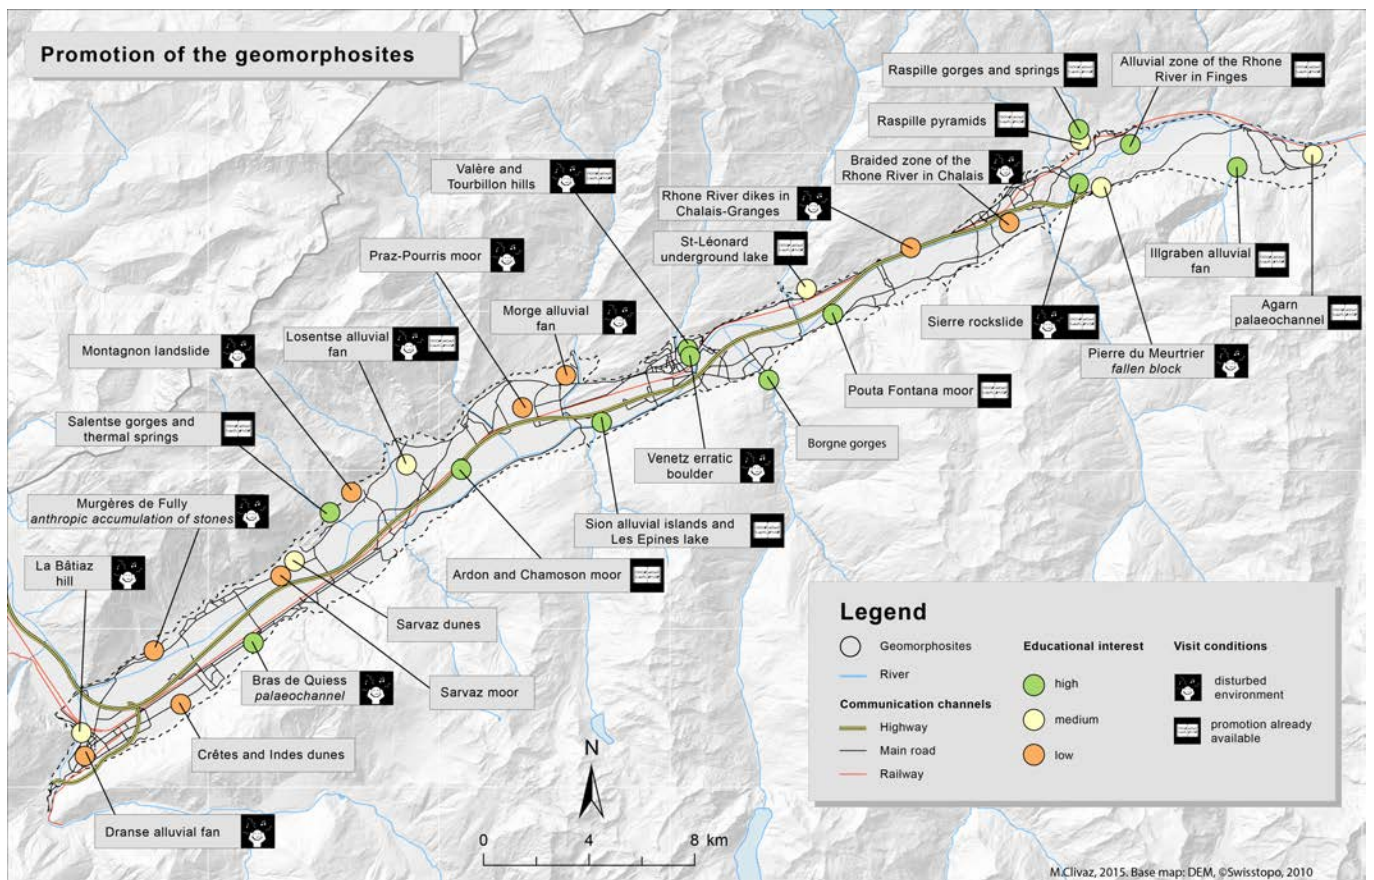 Promotion of the geomorphosites
Raspille gorges and springs
Alluvial zone of the Rhone
River in Finges
Raspille pyramids
Valère and
Tourbillon hills
Braided zone of the
Rhone River in Chalais
Rhone River dikes in
Chalais-Granges
Praz-Pourris moor
St-Léonard
underground lake
Illgraben alluvial
fan
Morge alluvial
fan
Agarn
palaeochannel
Montagnon landslide
Losentse alluvial
fan
Sierre rockslide
Pierre du Meurtrier
fallen block
Pouta Fontana moor
Salentse gorges and
thermal springs
Borgne gorges
Venetz erratic
boulder
Murgères de Fully
anthropic accumulation of stones
Sion alluvial islands and
Les Epines lake
La Bâtiaz
hill
Ardon and Chamoson moor
Sarvaz dunes
Bras de Quiess
palaeochannel
Sarvaz moor
Crêtes and Indes dunes
Dranse alluvial fan
N
0 4 8 km
Legend
Geomorphosites
River
Communication channels
Highway
Main road
Railway
Educational interest
high
medium
low
Visit conditions
disturbed
environment
promotion already
available
M.Clivaz, 2015. Base map: DEM, ©Swisstopo, 2010